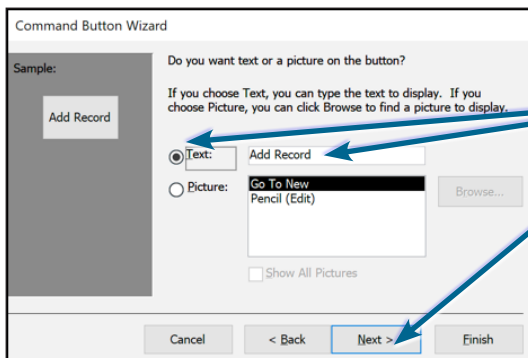 Command Button Wizard
Sample:
Add Record
Do you want text or a picture on the button?
If you choose Text, you can type the text to display. If you
choose Picture, you can click Browse to find a picture to display.
Text:
Add Record
Picture:
Go To New
Pencil (Edit)
Browse...
Show All Pictures
Cancel
< Back
Next >
Finish